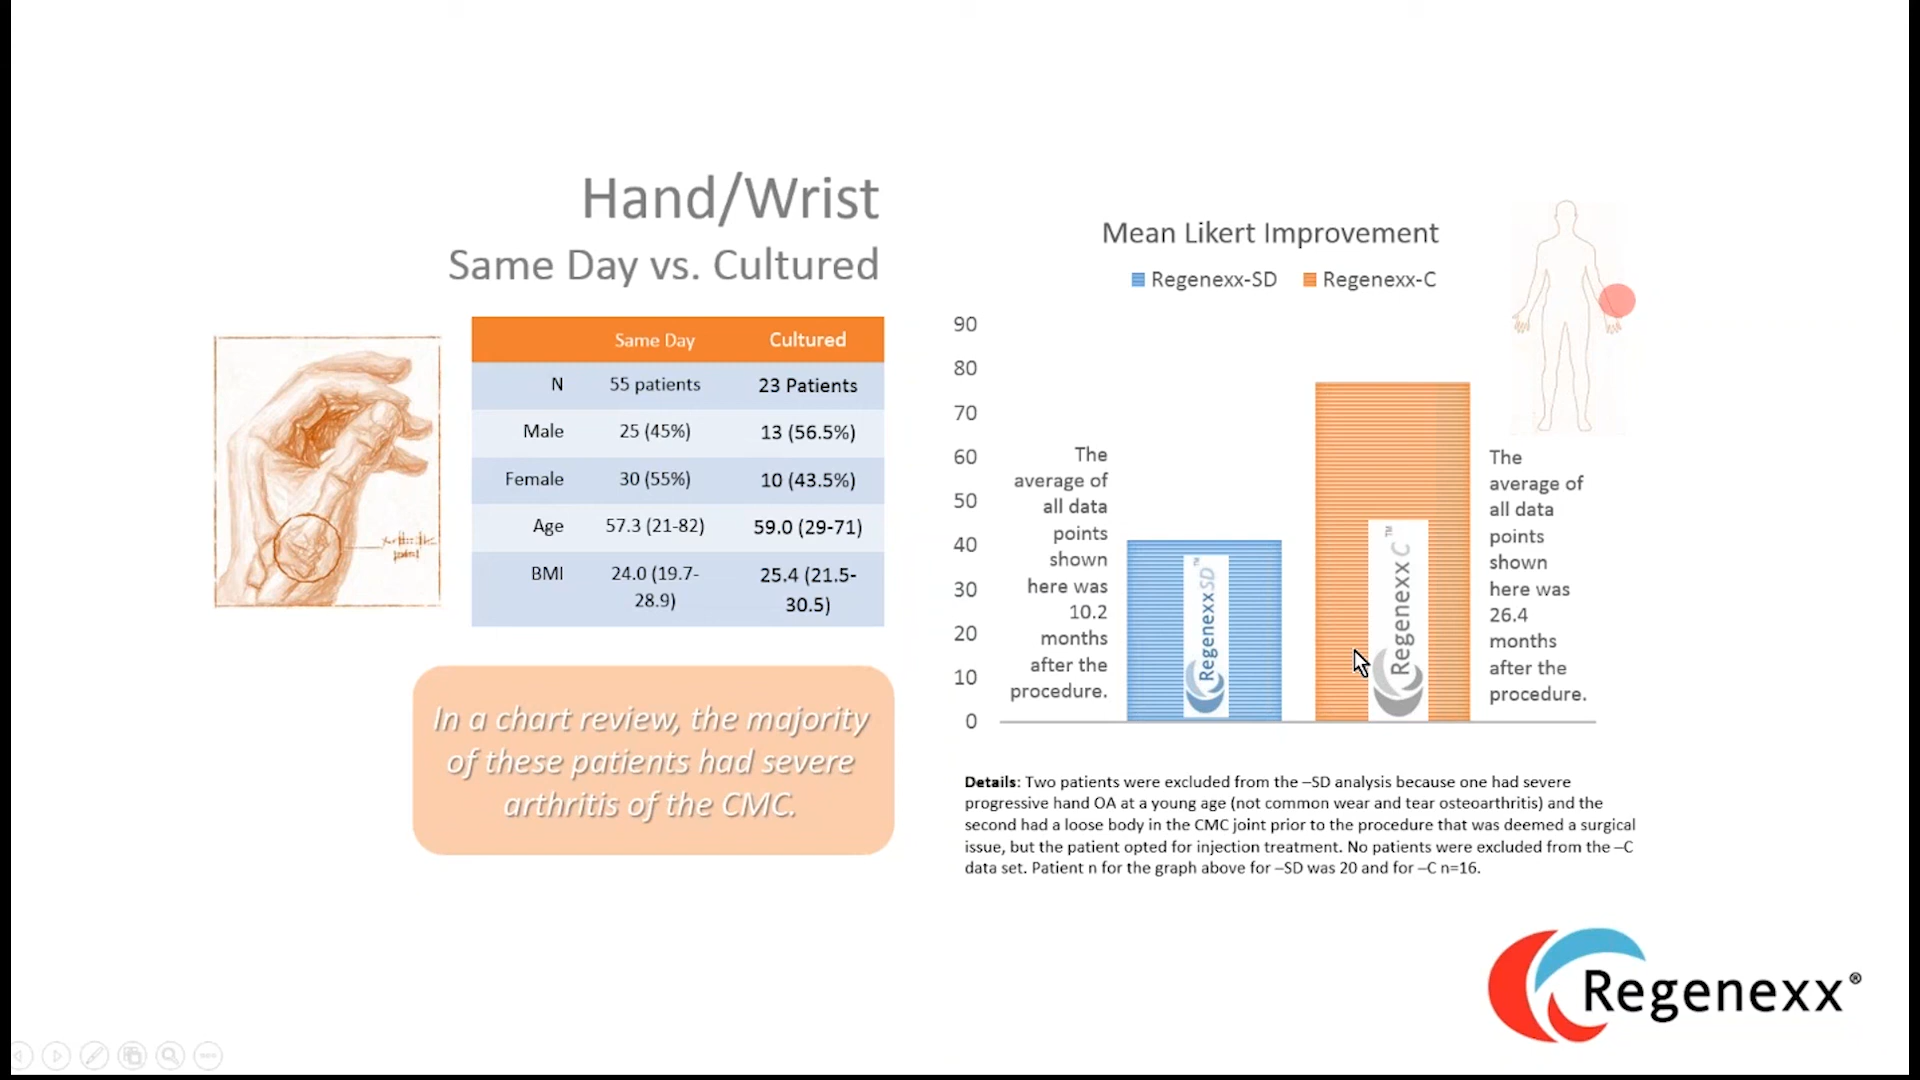 Hand/Wrist
Same Day vs. Cultured
Same Day Cultured
N 55 patients 23 Patients
Male 25 (45%) 13 (56.5%)
Female 30 (55%) 10 (43.5%)
Age 57.3 (21-82) 59.0 (29-71)
BMI 24.0 (19.7- 25.4 (21.5-
28.9) 30.5)
In a chart review, the majority
of these patients had severe
arthritis of the CMC.
Mean Likert Improvement
Regenexx-SD Regenexx-C
90
80
70
60
50
40
30
20
10
0
The
average of
all data
points
shown
here was
10.2
months
after the
procedure.
Regenexx SD™
Regenexx C™
The
average of
all data
points
shown
here was
26.4
months
after the
procedure.
Details: Two patients were excluded from the –SD analysis because one had severe
progressive hand OA at a young age (not common wear and tear osteoarthritis) and the
second had a loose body in the CMC joint prior to the procedure that was deemed a surgical
issue, but the patient opted for injection treatment. No patients were excluded from the –C
data set. Patient n for the graph above for –SD was 20 and for –C n=16.
Regenexx®